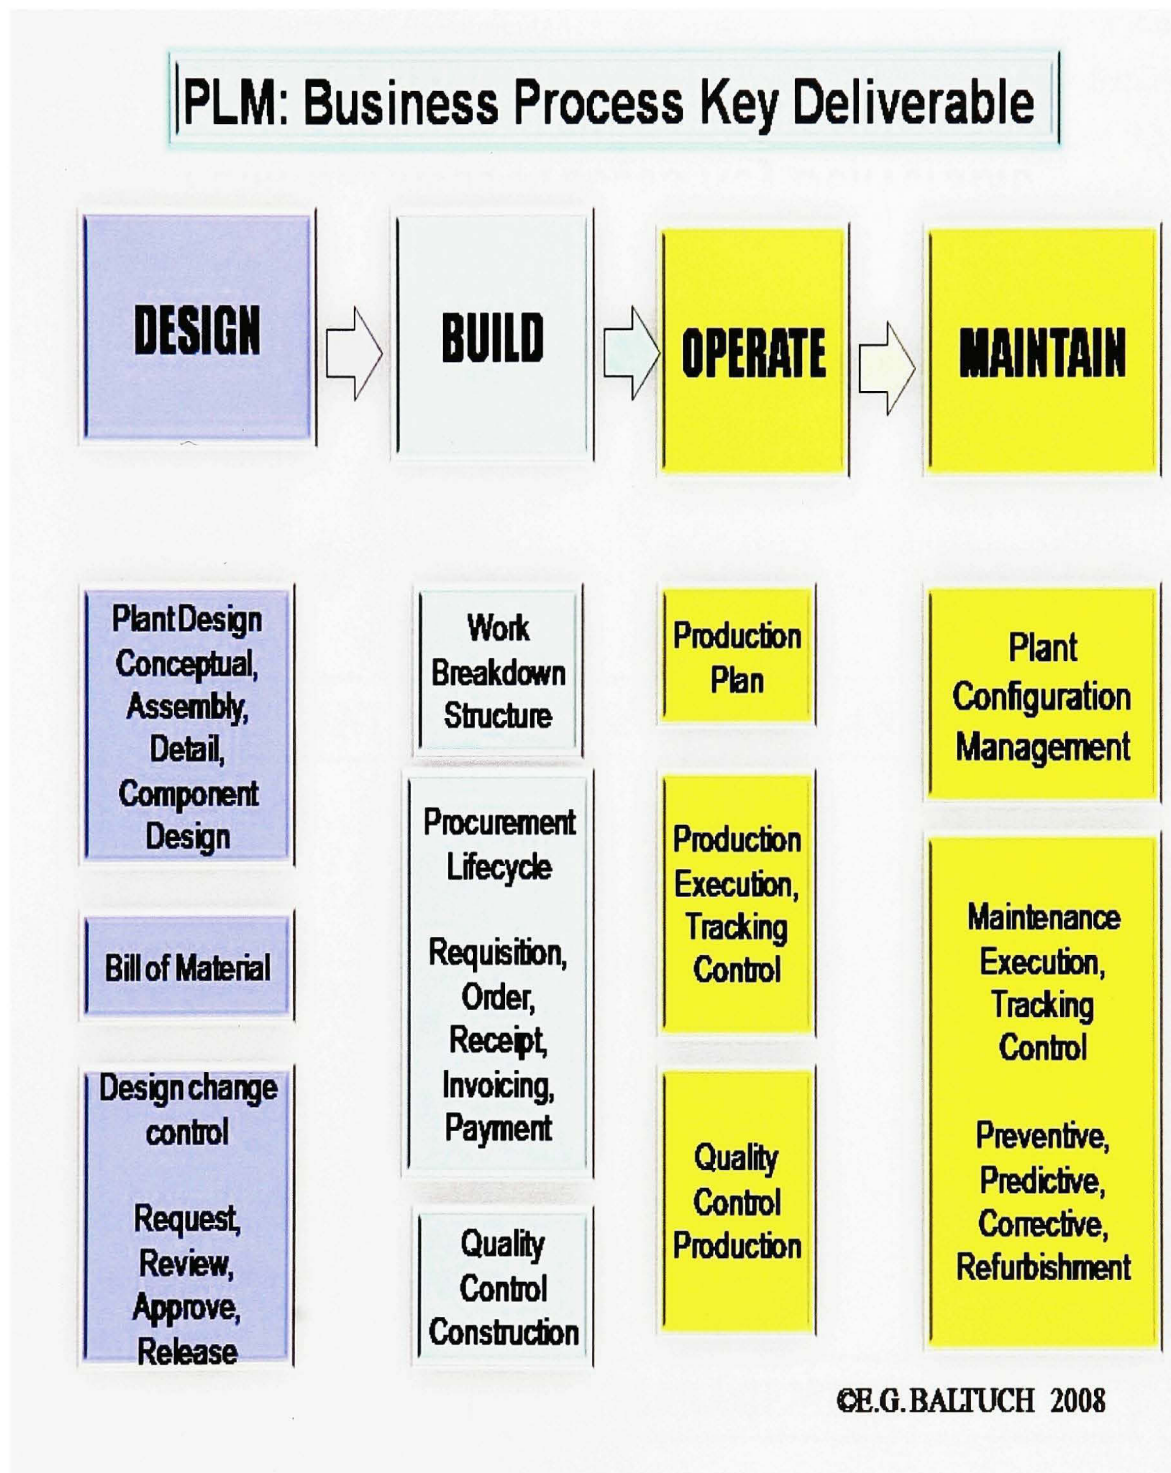 PLM: Business Process Key Deliverable
DESIGN
BUILD
OPERATE
MAINTAIN
Plant Design
Conceptual,
Assembly,
Detail,
Component
Design
Bill of Material
Design change
control
Request,
Review,
Approve,
Release
Work
Breakdown
Structure
Procurement
Lifecycle
Requisition,
Order,
Receipt,
Invoicing,
Payment
Quality
Control
Construction
Production
Plan
Production
Execution,
Tracking
Control
Quality
Control
Production
Plant
Configuration
Management
Maintenance
Execution,
Tracking
Control
Preventive,
Predictive,
Corrective,
Refurbishment
©E.G.BALTUCH 2008